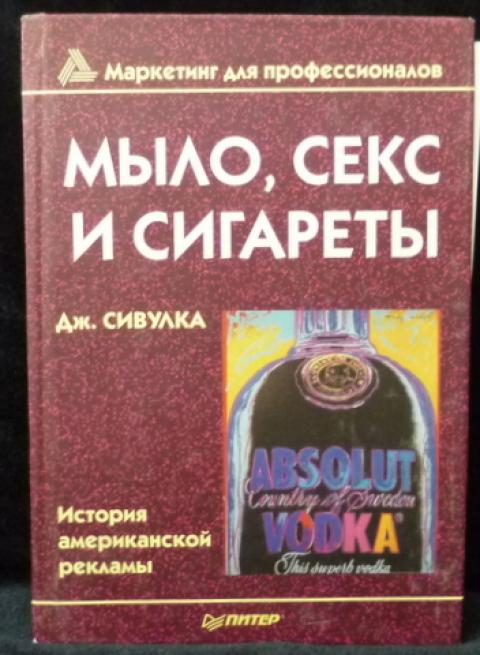 Маркетинг для профессионалов
МЫЛО, СЕКС
И СИГАРЕТЫ
Дж. СИВУЛКА
ABSOLUT
Country of Sweden
VODKA
This superb vodka
История
американской
рекламы
ПИТЕР